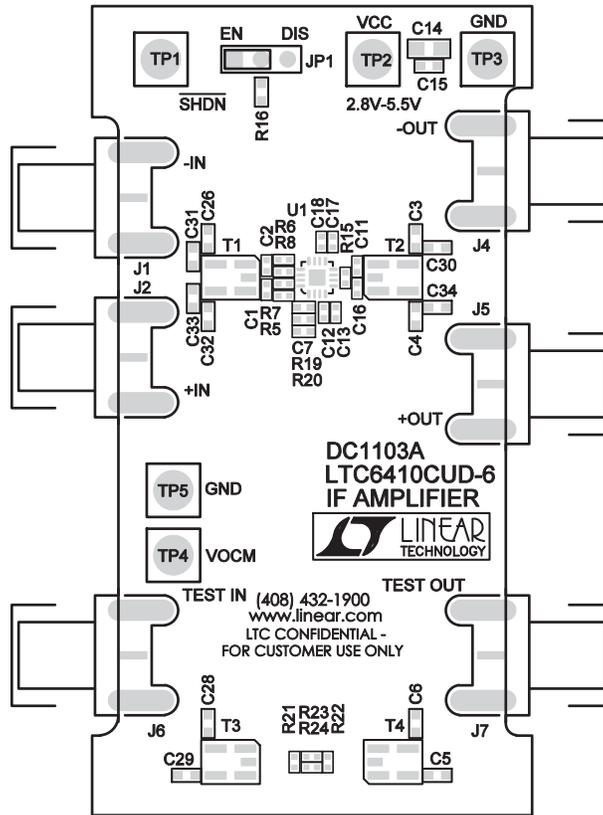 EN DIS
VCC
C14
GND
TP1
JP1
TP2
TP3
C15
SHDN
R16
2.8V-5.5V
-OUT
-IN
J1
J2
J4
J5
C31
C26
T1
C2
R6
R8
U1
C18
C17
R15
C11
T2
C3
C30
C34
C33
C32
C1
R7
R5
C7
R19
R20
C12
C13
C16
C4
+IN
+OUT
DC1103A
LTC6410CUD-6
IF AMPLIFIER
LINEAR
TECHNOLOGY
TP5
GND
TP4
VOCM
TEST IN
TEST OUT
(408) 432-1900
www.linear.com
LTC CONFIDENTIAL -
FOR CUSTOMER USE ONLY
J6
J7
C28
T3
C29
R21
R23
R24
R22
T4
C6
C5